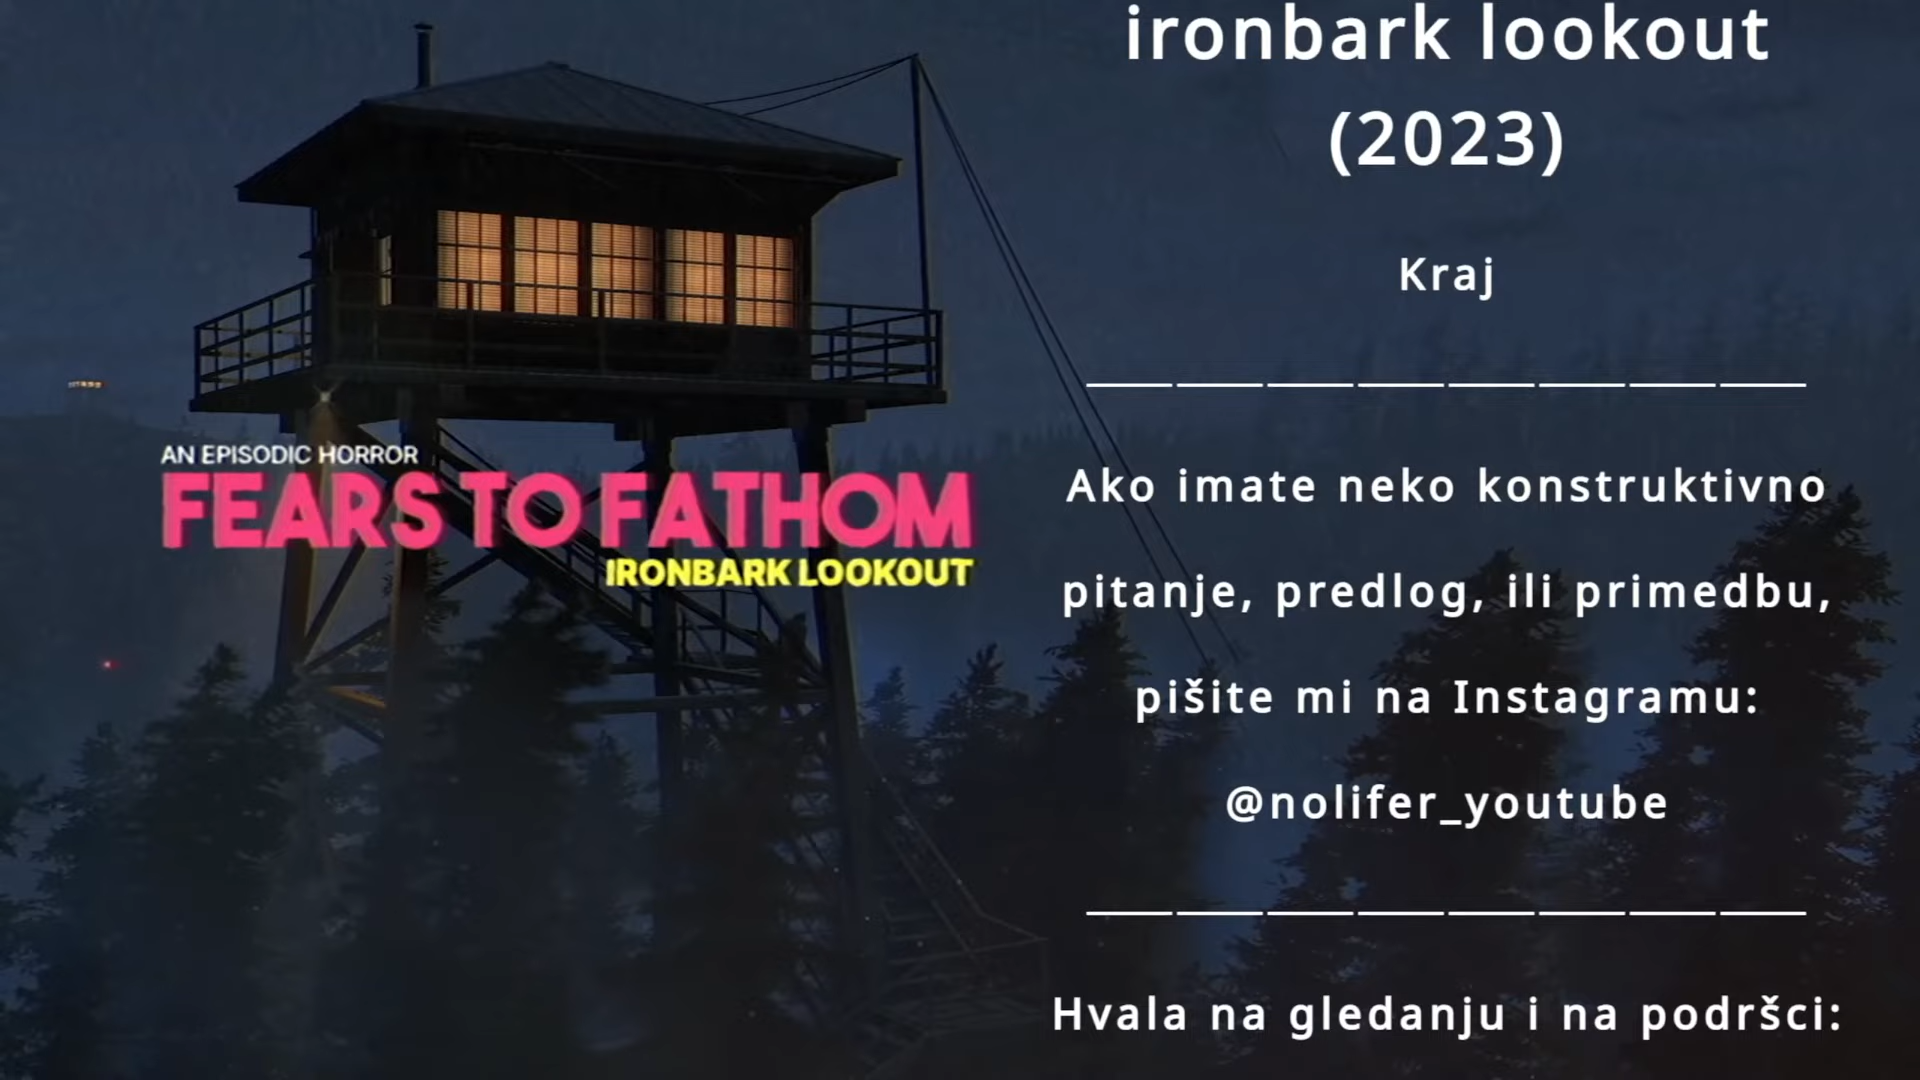 AN EPISODIC HORROR
FEARS TO FATHOM
IRONBARK LOOKOUT
ironbark lookout
(2023)
Kraj
Ako imate neko konstruktivno
pitanje, predlog, ili primedbu,
pišite mi na Instagramu:
@nolifer_youtube
Hvala na gledanju i na podršci: